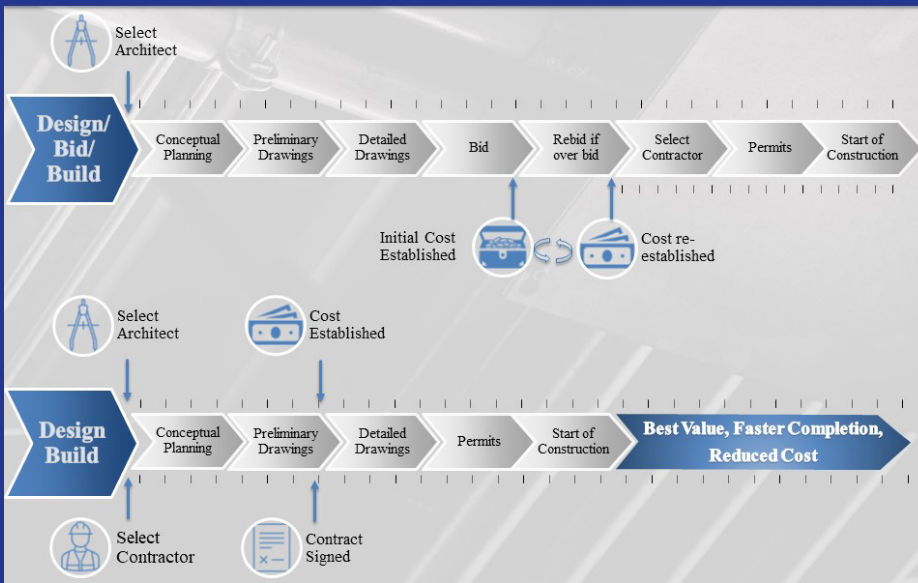 Select
Architect
Design/
Bid/
Build
Conceptual
Planning
Preliminary
Drawings
Detailed
Drawings
Bid
Rebid if
over bid
Select
Contractor
Permits
Start of
Construction
Initial Cost
Established
Cost re-
established
Select
Architect
Cost
Established
Design
Build
Conceptual
Planning
Preliminary
Drawings
Detailed
Drawings
Permits
Start of
Construction
Best Value, Faster Completion,
Reduced Cost
Select
Contractor
Contract
Signed